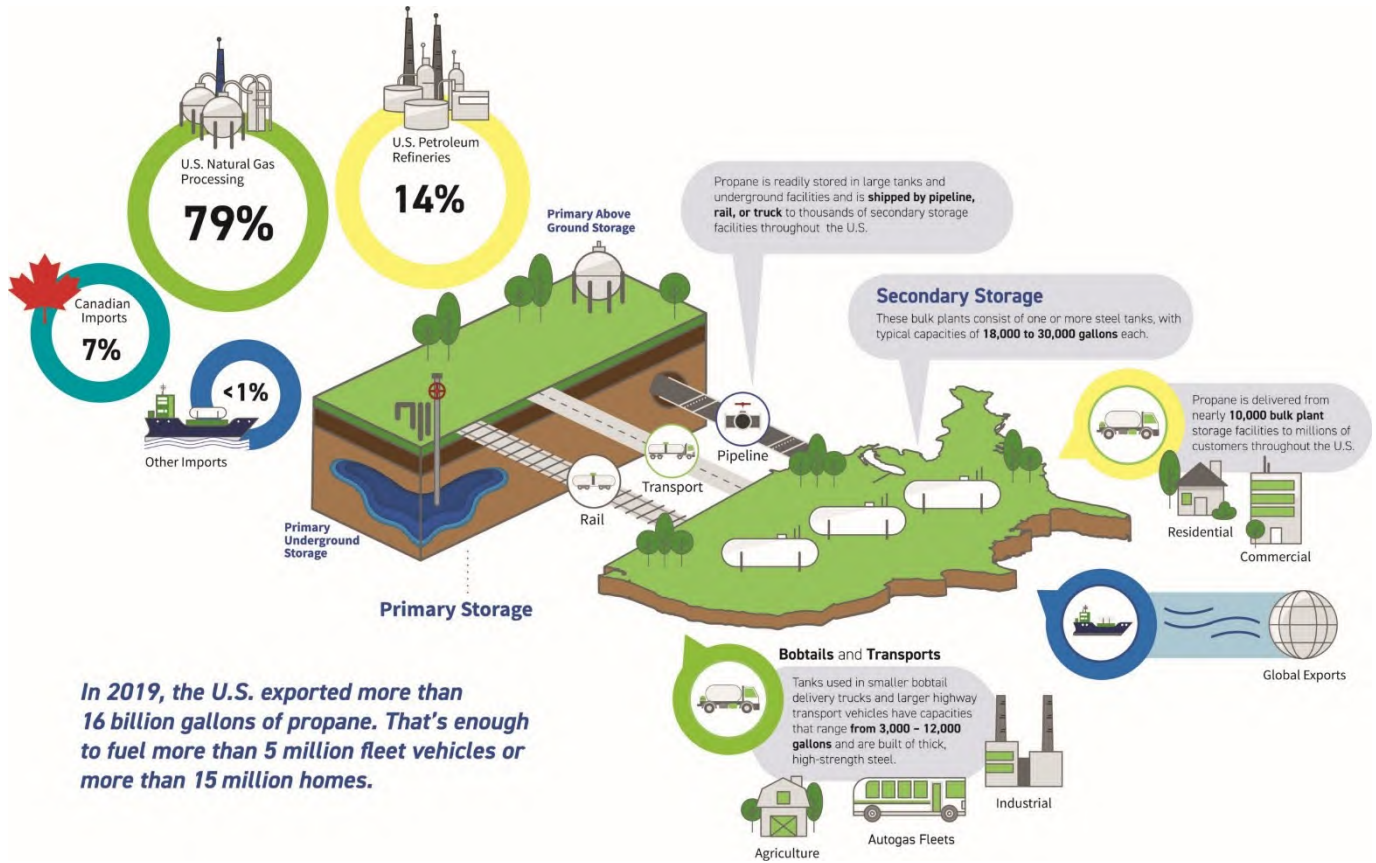 U.S. Natural Gas
Processing
79%
U.S. Petroleum
Refineries
14%
Canadian
Imports
7%
<1%
Other Imports
Primary Above
Ground Storage
Primary
Underground
Storage
Primary Storage
Rail
Transport
Pipeline
Propane is readily stored in large tanks and
underground facilities and is shipped by pipeline,
rail, or truck to thousands of secondary storage
facilities throughout the U.S.
Secondary Storage
These bulk plants consist of one or more steel tanks, with
typical capacities of 18,000 to 30,000 gallons each.
Propane is delivered from
nearly 10,000 bulk plant
storage facilities to millions of
customers throughout the U.S.
Residential
Commercial
Global Exports
Bobtails and Transports
Tanks used in smaller bobtail
delivery trucks and larger highway
transport vehicles have capacities
that range from 3,000 – 12,000
gallons and are built of thick,
high-strength steel.
Agriculture
Autogas Fleets
Industrial
In 2019, the U.S. exported more than
16 billion gallons of propane. That's enough
to fuel more than 5 million fleet vehicles or
more than 15 million homes.